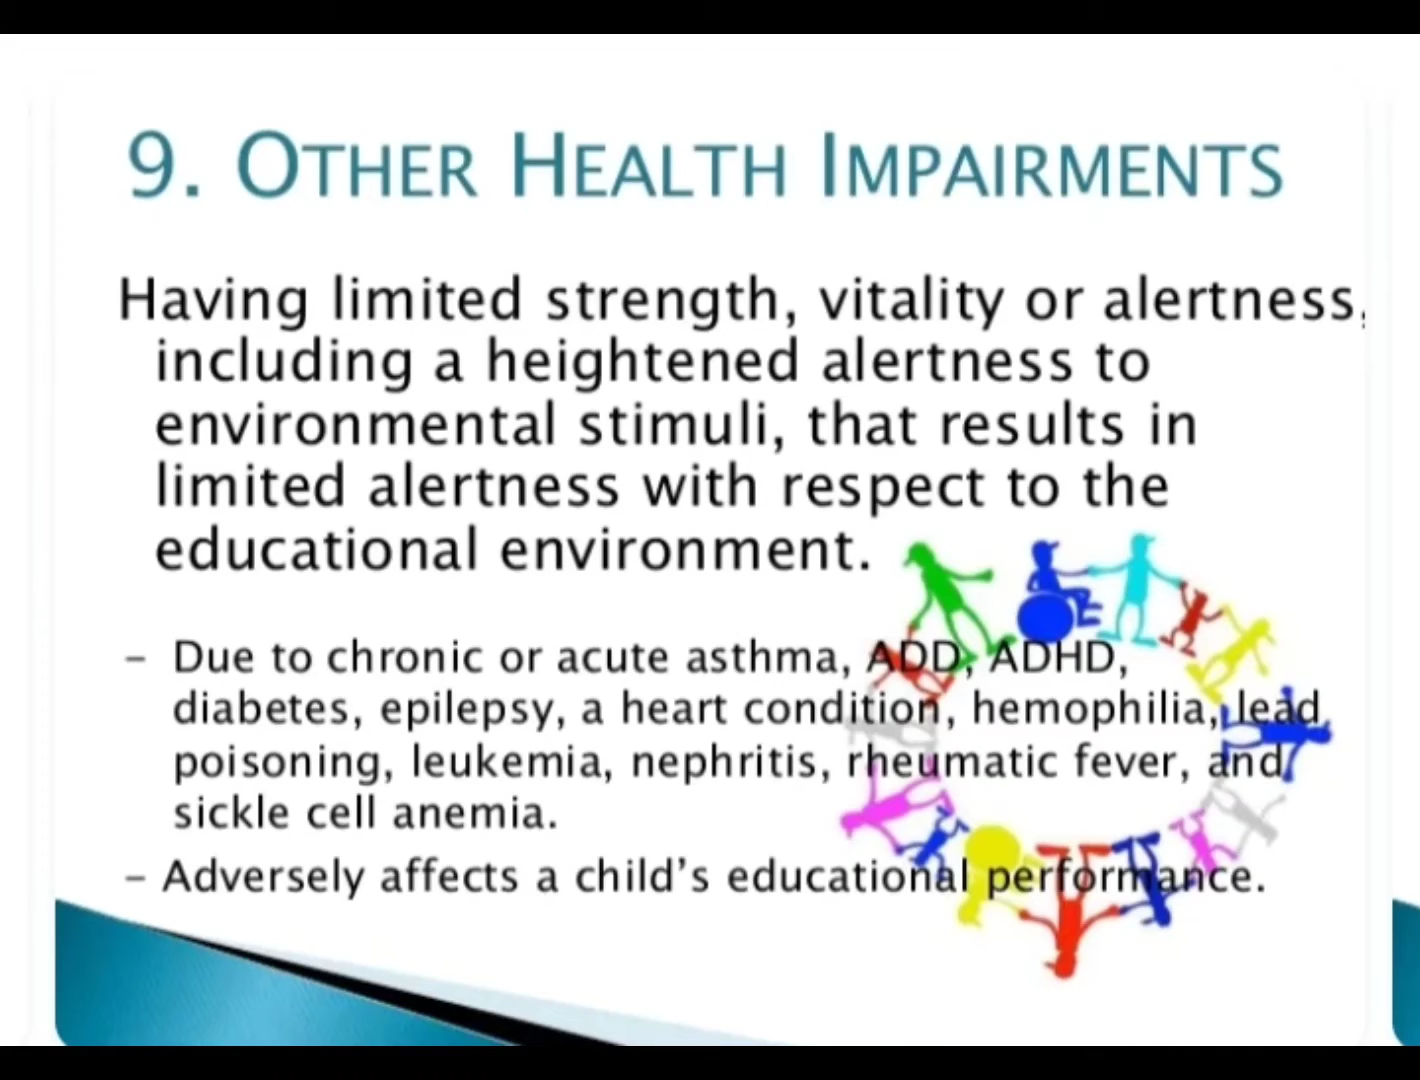 9. OTHER HEALTH IMPAIRMENTS
Having limited strength, vitality or alertness,
including a heightened alertness to
environmental stimuli, that results in
limited alertness with respect to the
educational environment.
– Due to chronic or acute asthma, ADD, ADHD,
diabetes, epilepsy, a heart condition, hemophilia, lead
poisoning, leukemia, nephritis, rheumatic fever, and
sickle cell anemia.
– Adversely affects a child's educational performance.